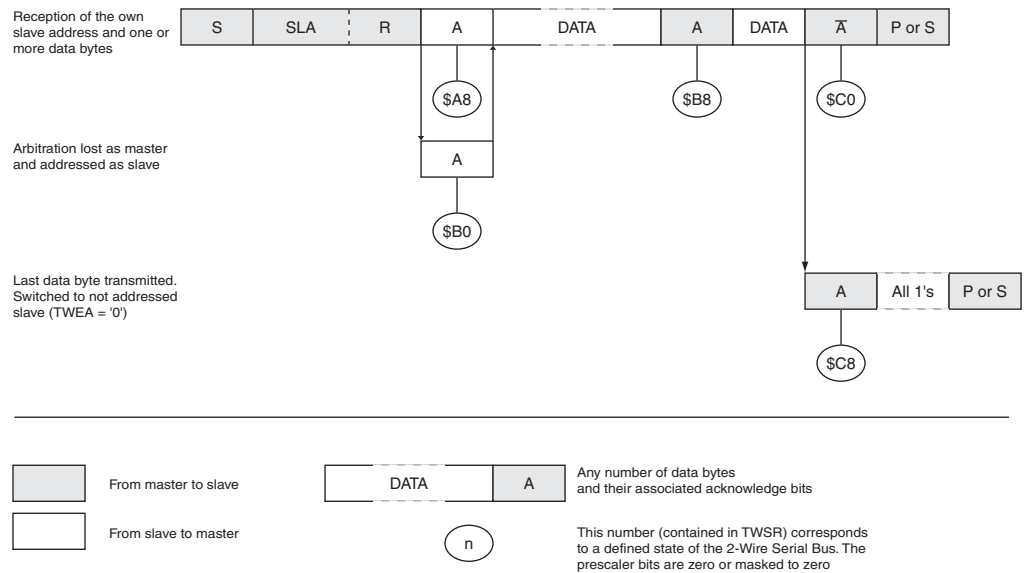 Reception of the own
slave address and one or
more data bytes
S SLA R A DATA A DATA A̅ P or S
$A8 $B8 $C0
Arbitration lost as master
and addressed as slave
A
$B0
Last data byte transmitted.
Switched to not addressed
slave (TWEA = '0')
A All 1's P or S
$C8
From master to slave
DATA A
Any number of data bytes
and their associated acknowledge bits
From slave to master
n
This number (contained in TWSR) corresponds
to a defined state of the 2-Wire Serial Bus. The
prescaler bits are zero or masked to zero